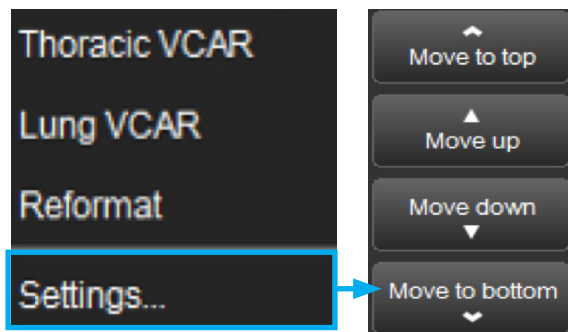 Thoracic VCAR
Lung VCAR
Reformat
Settings...
Move to top
Move up
Move down
Move to bottom